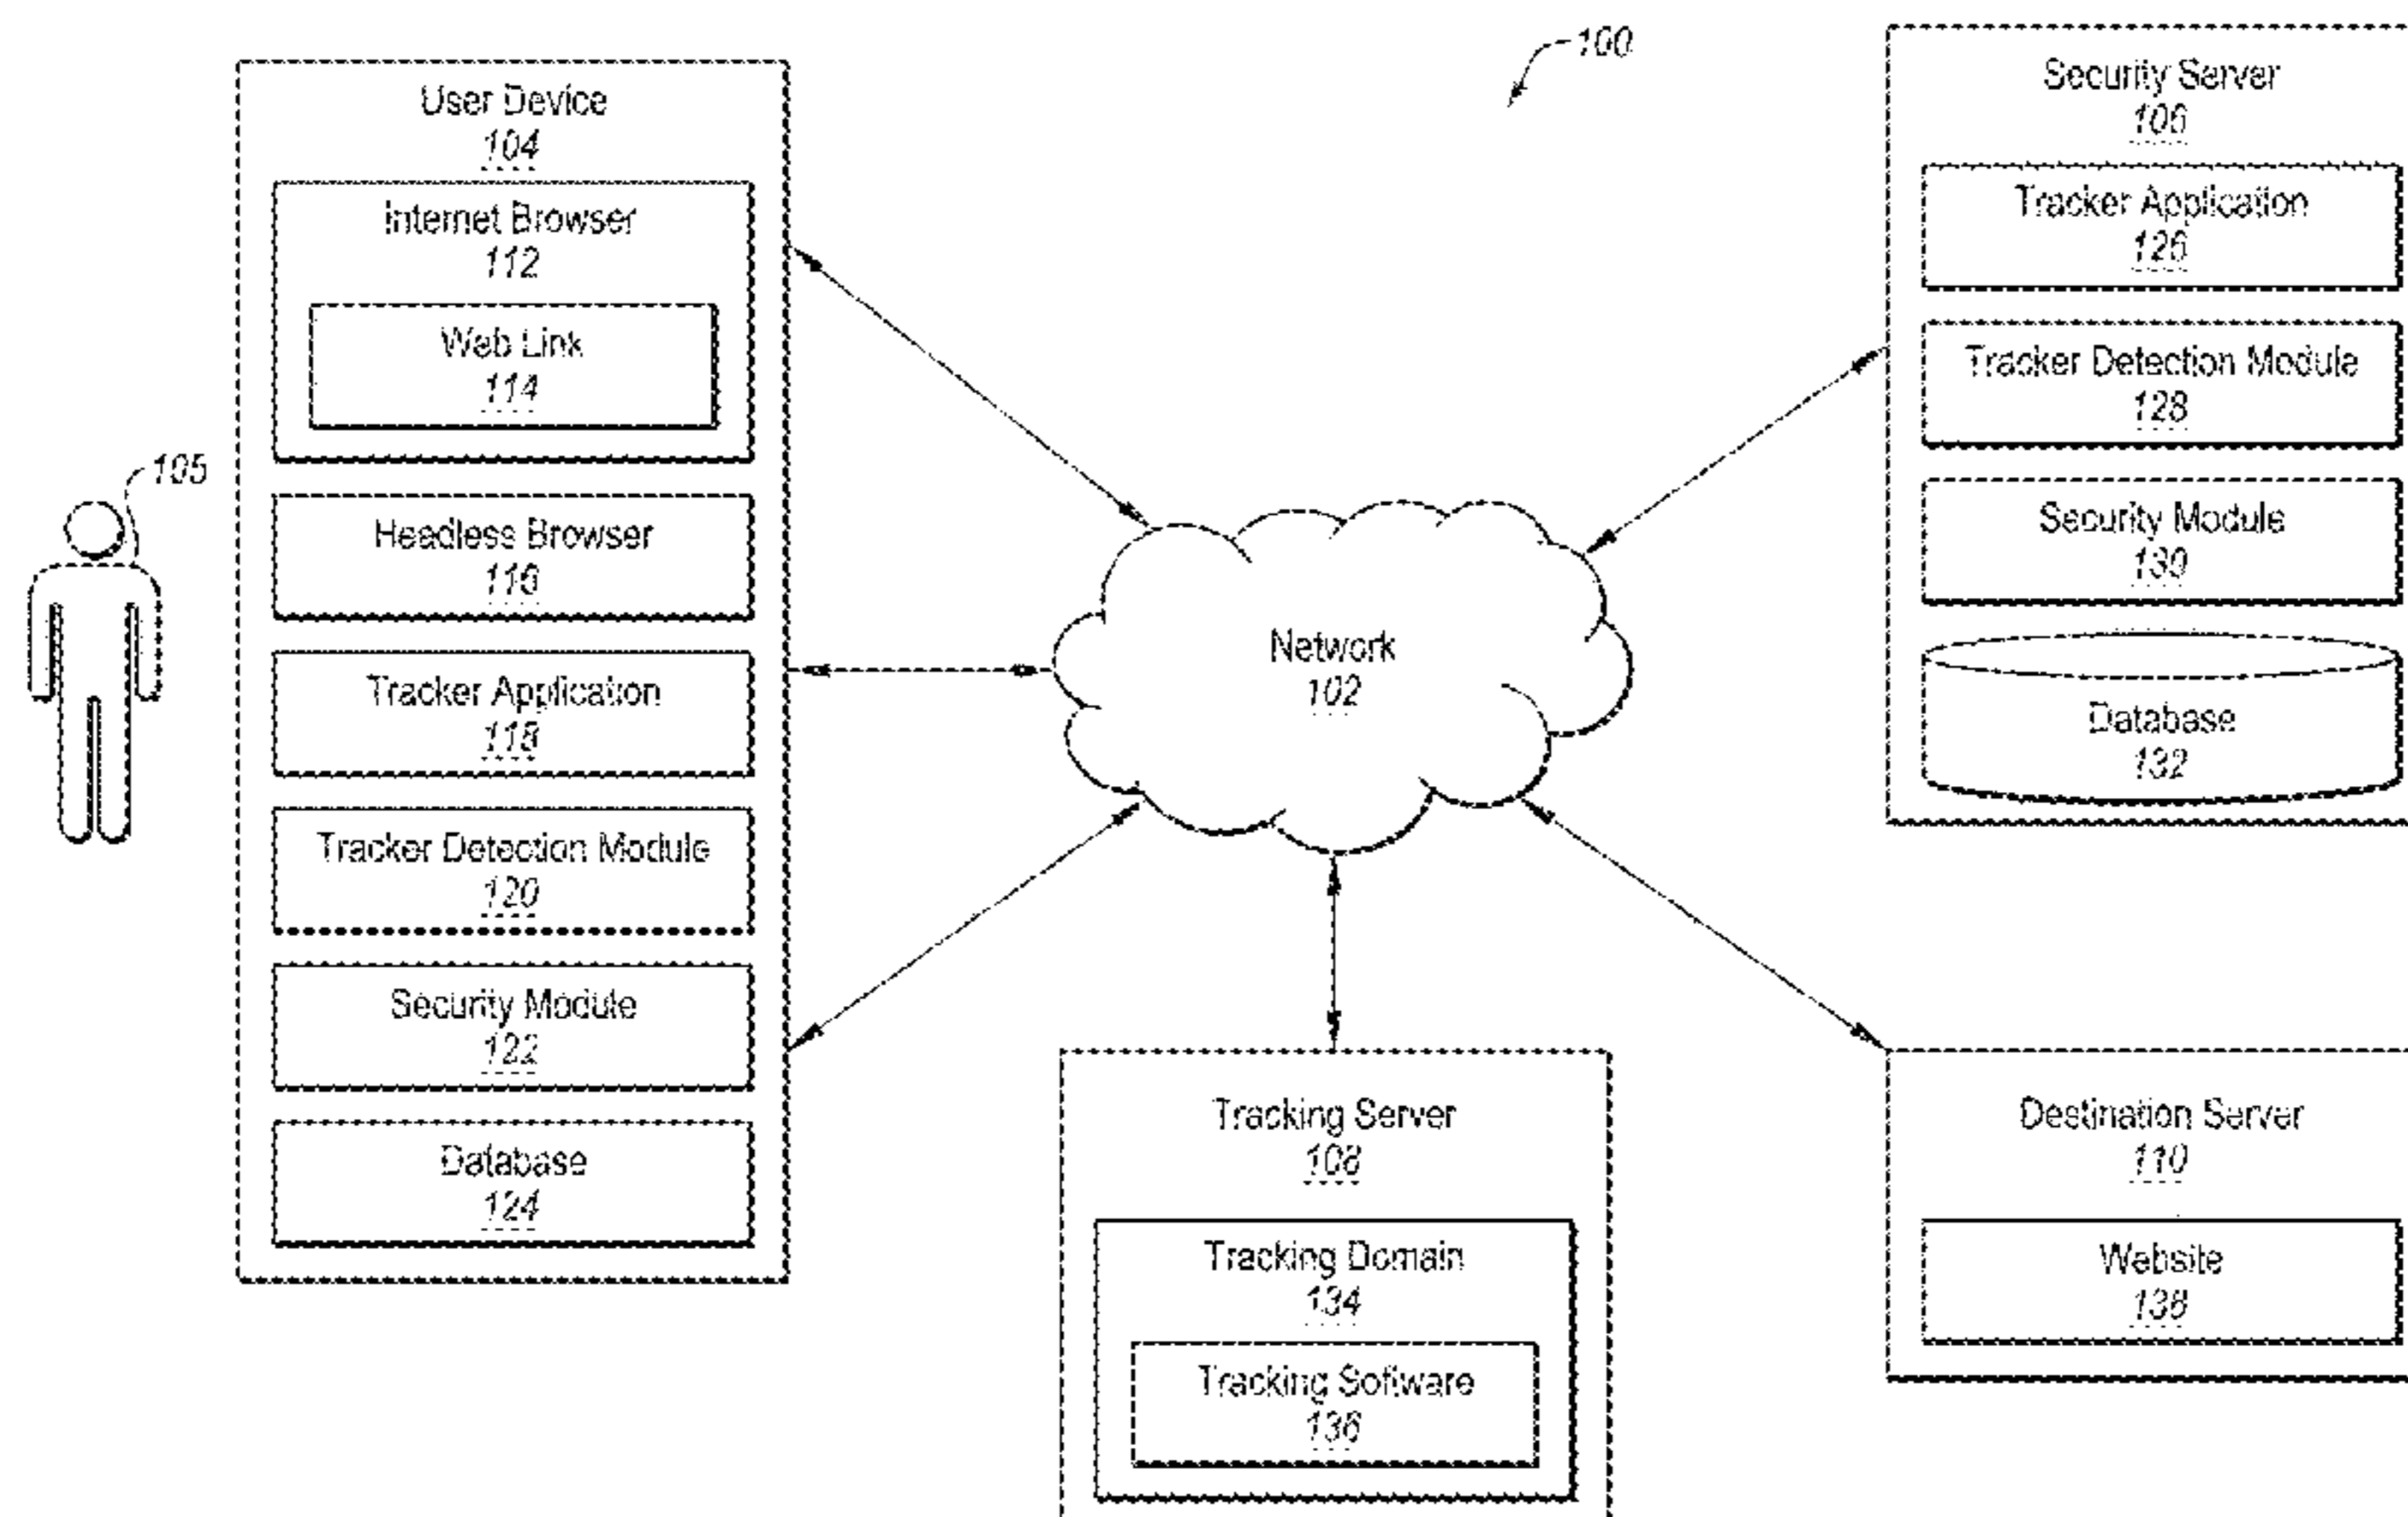 100
User Device
104
Internet Browser
112
Web Link
114
Headless Browser
116
Tracker Application
118
Tracker Detection Module
120
Security Module
122
Database
124
105
Network
102
Security Server
106
Tracker Application
126
Tracker Detection Module
128
Security Module
130
Database
132
Tracking Server
108
Tracking Domain
134
Tracking Software
136
Destination Server
110
Website
138